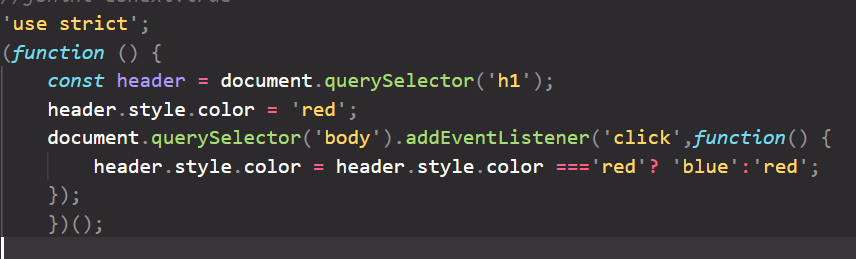 'use strict';
(function () {
    const header = document.querySelector('h1');
    header.style.color = 'red';
    document.querySelector('body').addEventListener('click',function() {
        header.style.color = header.style.color ==='red'? 'blue':'red';
    });
    })();